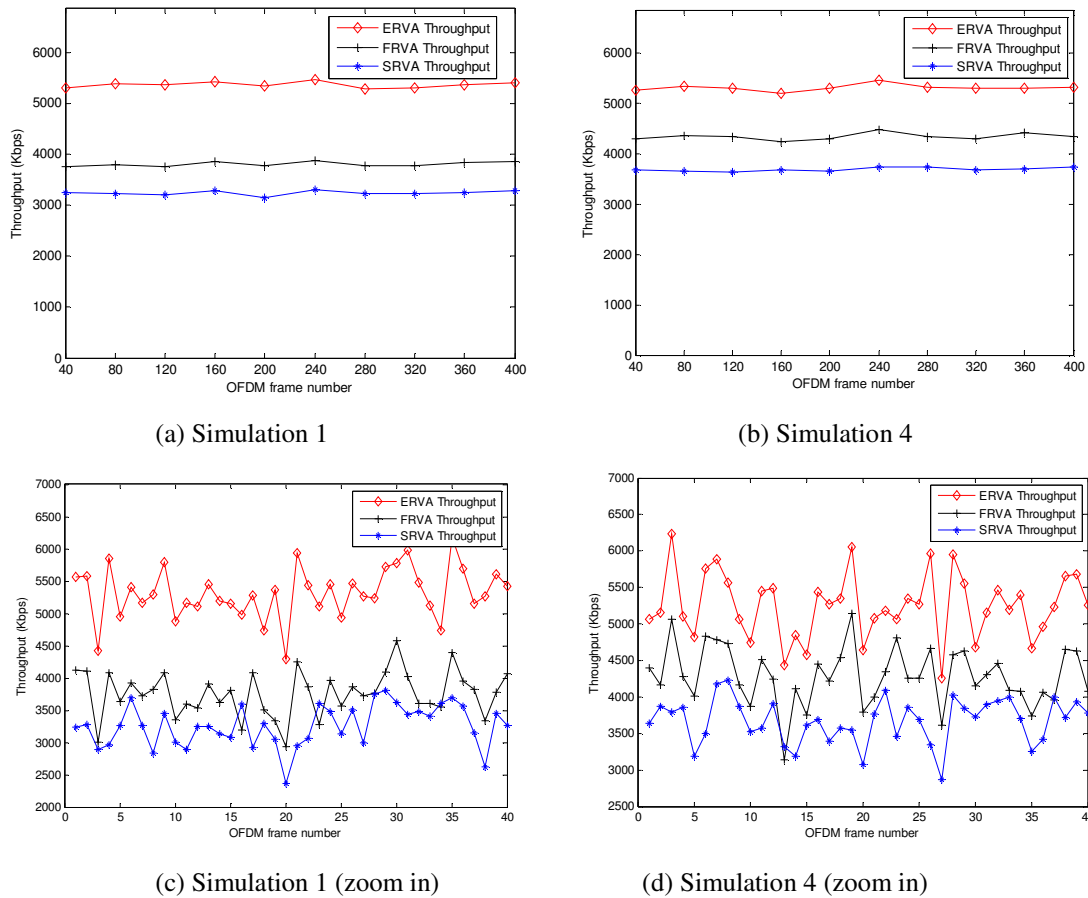 ERVA Throughput
FRVA Throughput
SRVA Throughput
6000
5000
4000
3000
2000
1000
0
Throughput (Kbps)
40 80 120 160 200 240 280 320 360 400
OFDM frame number
(a) Simulation 1
ERVA Throughput
FRVA Throughput
SRVA Throughput
6000
5000
4000
3000
2000
1000
0
Throughput (Kbps)
40 80 120 160 200 240 280 320 360 400
OFDM frame number
(b) Simulation 4
ERVA Throughput
FRVA Throughput
SRVA Throughput
7000
6500
6000
5500
5000
4500
4000
3500
3000
2500
2000
Throughput (Kbps)
0 5 10 15 20 25 30 35 40
OFDM frame number
(c) Simulation 1 (zoom in)
ERVA Throughput
FRVA Throughput
SRVA Throughput
7000
6500
6000
5500
5000
4500
4000
3500
3000
2500
Throughput (Kbps)
0 5 10 15 20 25 30 35 4
OFDM frame number
(d) Simulation 4 (zoom in)